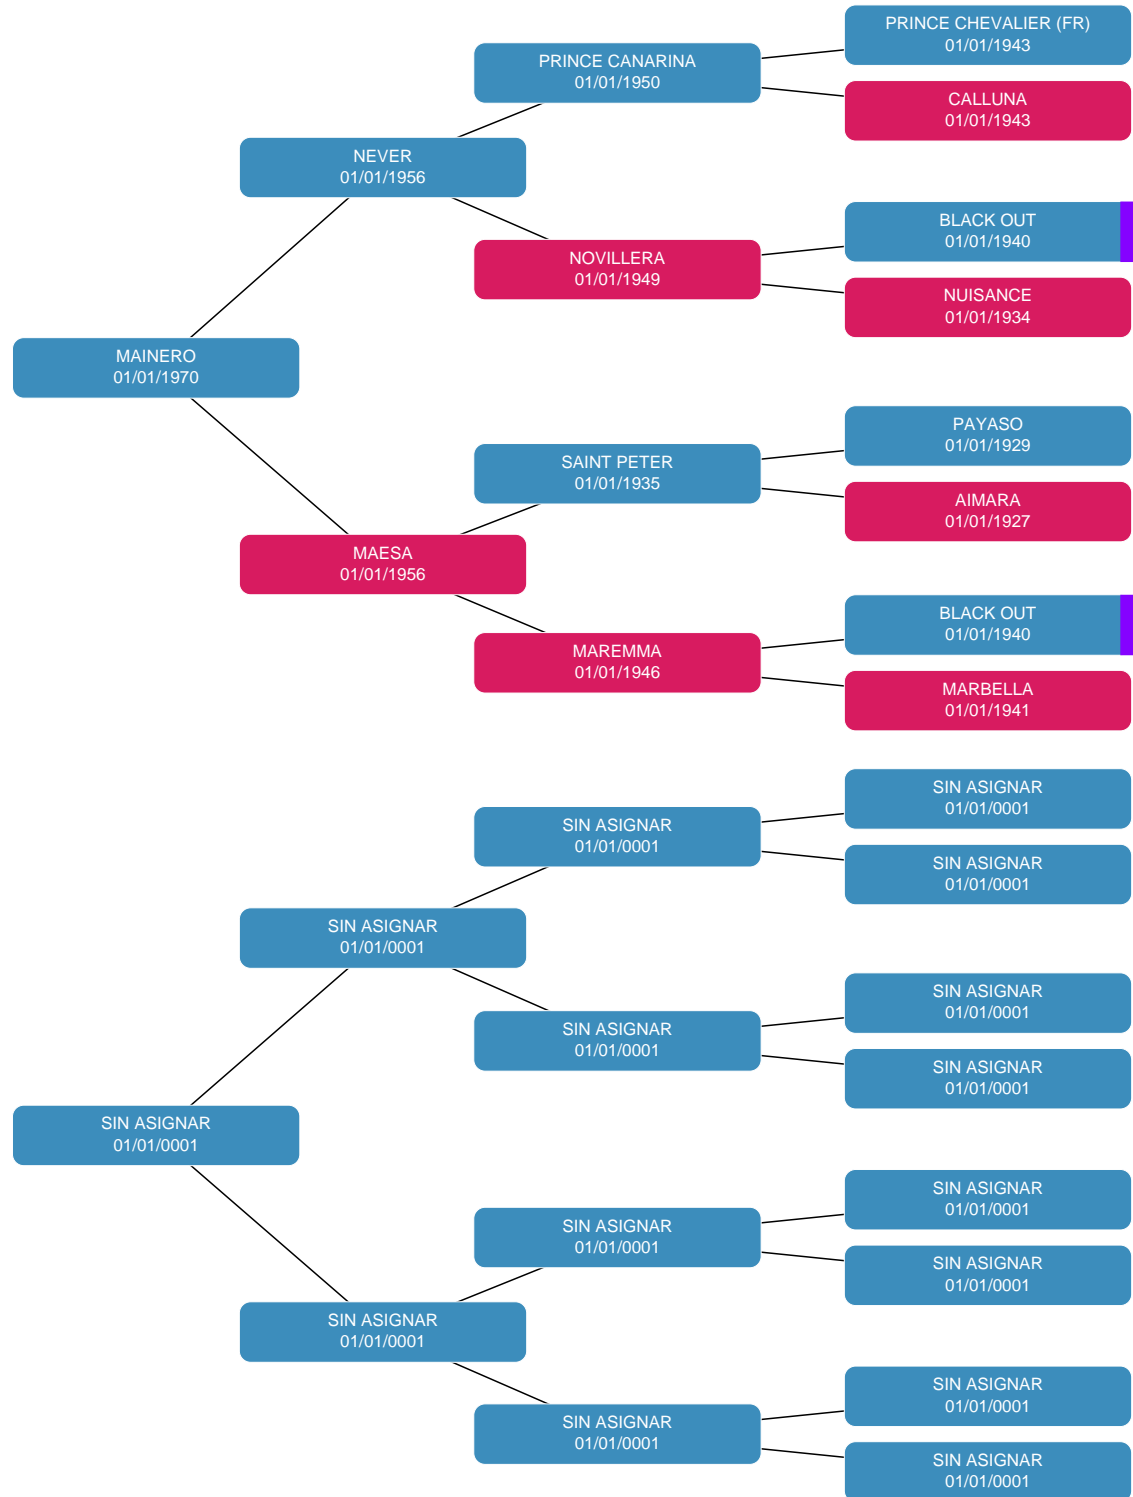 PRINCE CHEVALIER (FR)
01/01/1943
PRINCE CANARINA
01/01/1950
CALLUNA
01/01/1943
NEVER
01/01/1956
BLACK OUT
01/01/1940
NOVILLERA
01/01/1949
NUISANCE
01/01/1934
MAINERO
01/01/1970
PAYASO
01/01/1929
SAINT PETER
01/01/1935
AIMARA
01/01/1927
MAESA
01/01/1956
BLACK OUT
01/01/1940
MAREMMA
01/01/1946
MARBELLA
01/01/1941
SIN ASIGNAR
01/01/0001
SIN ASIGNAR
01/01/0001
SIN ASIGNAR
01/01/0001
SIN ASIGNAR
01/01/0001
SIN ASIGNAR
01/01/0001
SIN ASIGNAR
01/01/0001
SIN ASIGNAR
01/01/0001
SIN ASIGNAR
01/01/0001
SIN ASIGNAR
01/01/0001
SIN ASIGNAR
01/01/0001
SIN ASIGNAR
01/01/0001
SIN ASIGNAR
01/01/0001
SIN ASIGNAR
01/01/0001
SIN ASIGNAR
01/01/0001
SIN ASIGNAR
01/01/0001